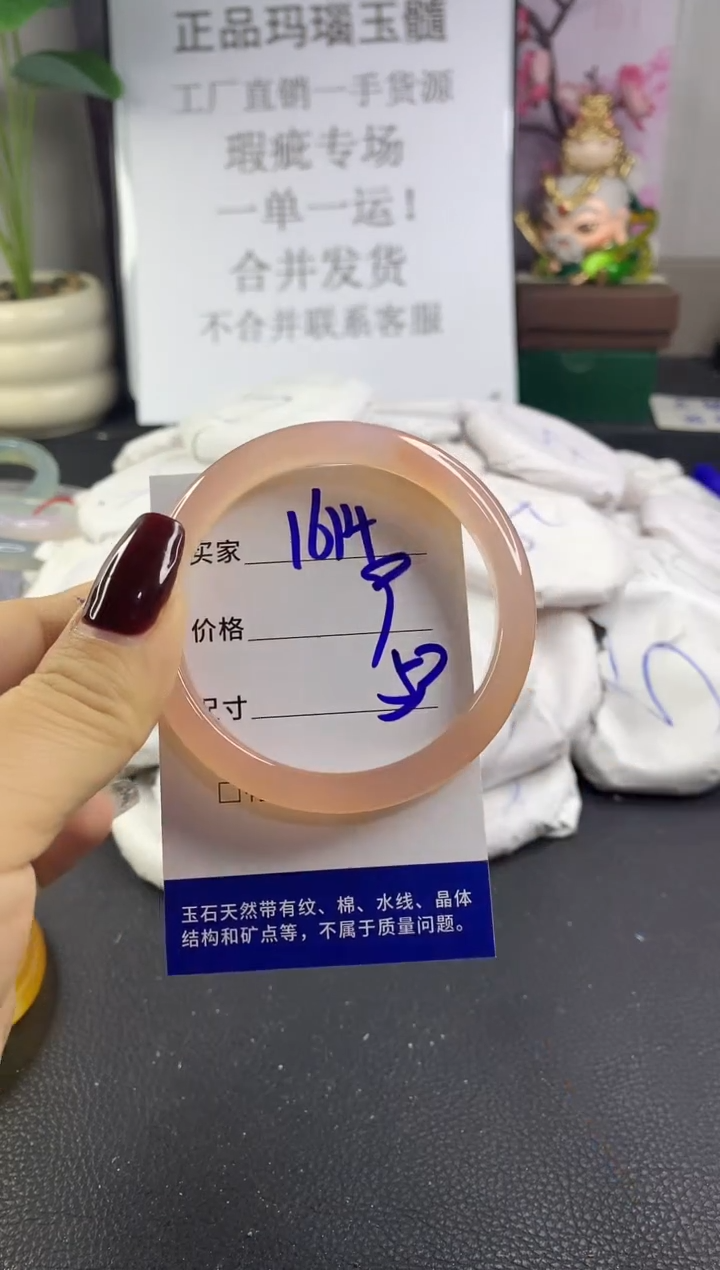 正品玛瑙玉髓
工厂直销一手货源
瑕疵专场
一单一运！
合并发货
不合并联系客服
买家 1614
价格
尺寸
玉石天然带有纹、棉、水线、晶体
结构和矿点等，不属于质量问题。